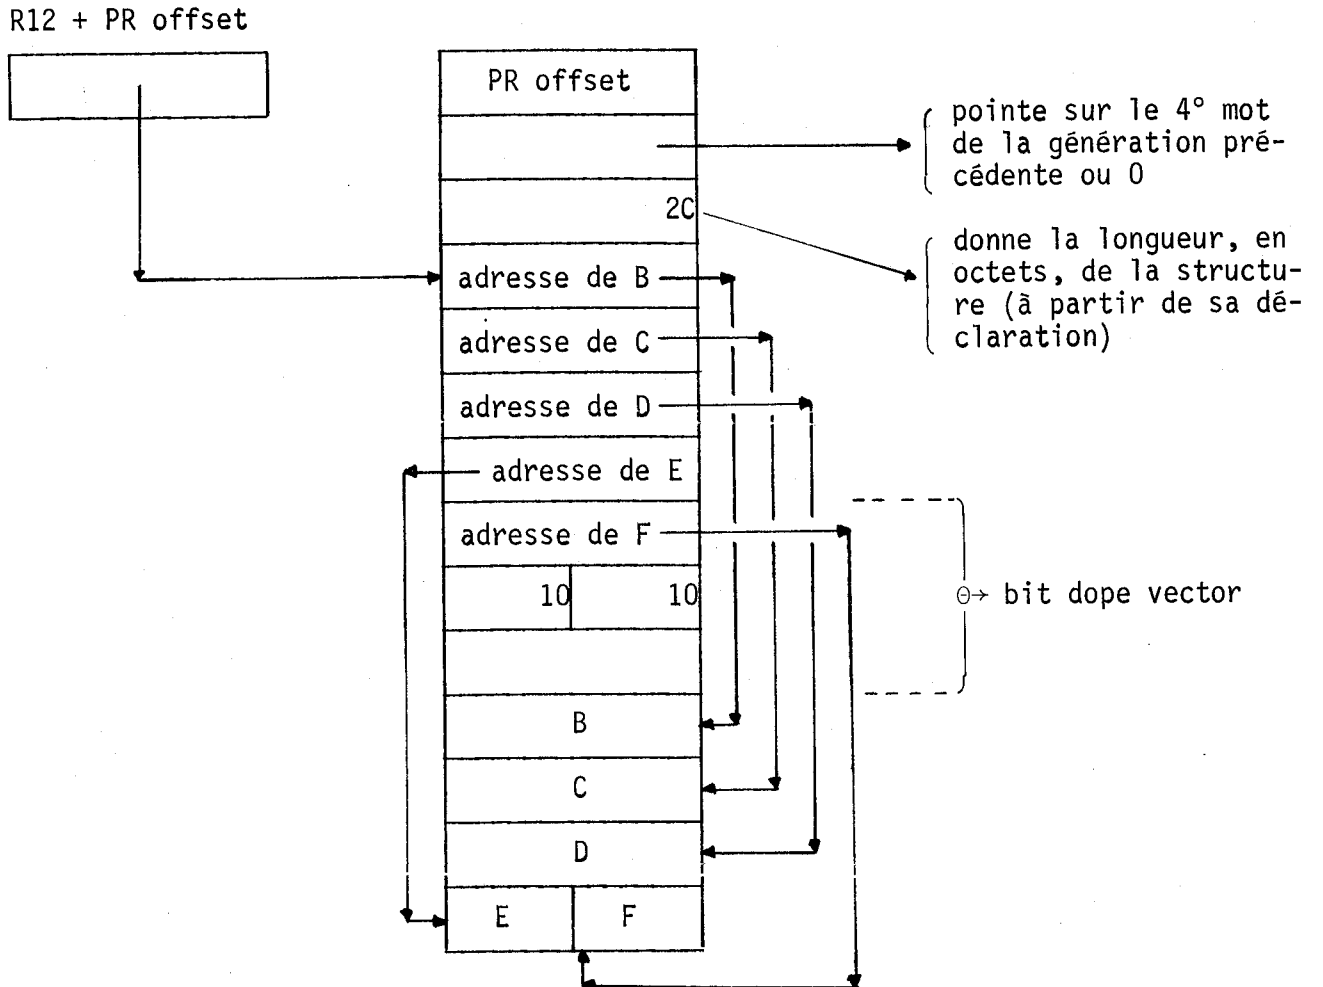 R12 + PR offset
PR offset
pointe sur le 4° mot
de la génération pré-
cédente ou 0
2C
donne la longueur, en
octets, de la structu-
re (à partir de sa dé-
claration)
adresse de B
adresse de C
adresse de D
adresse de E
adresse de F
10 10
bit dope vector
B
C
D
E F